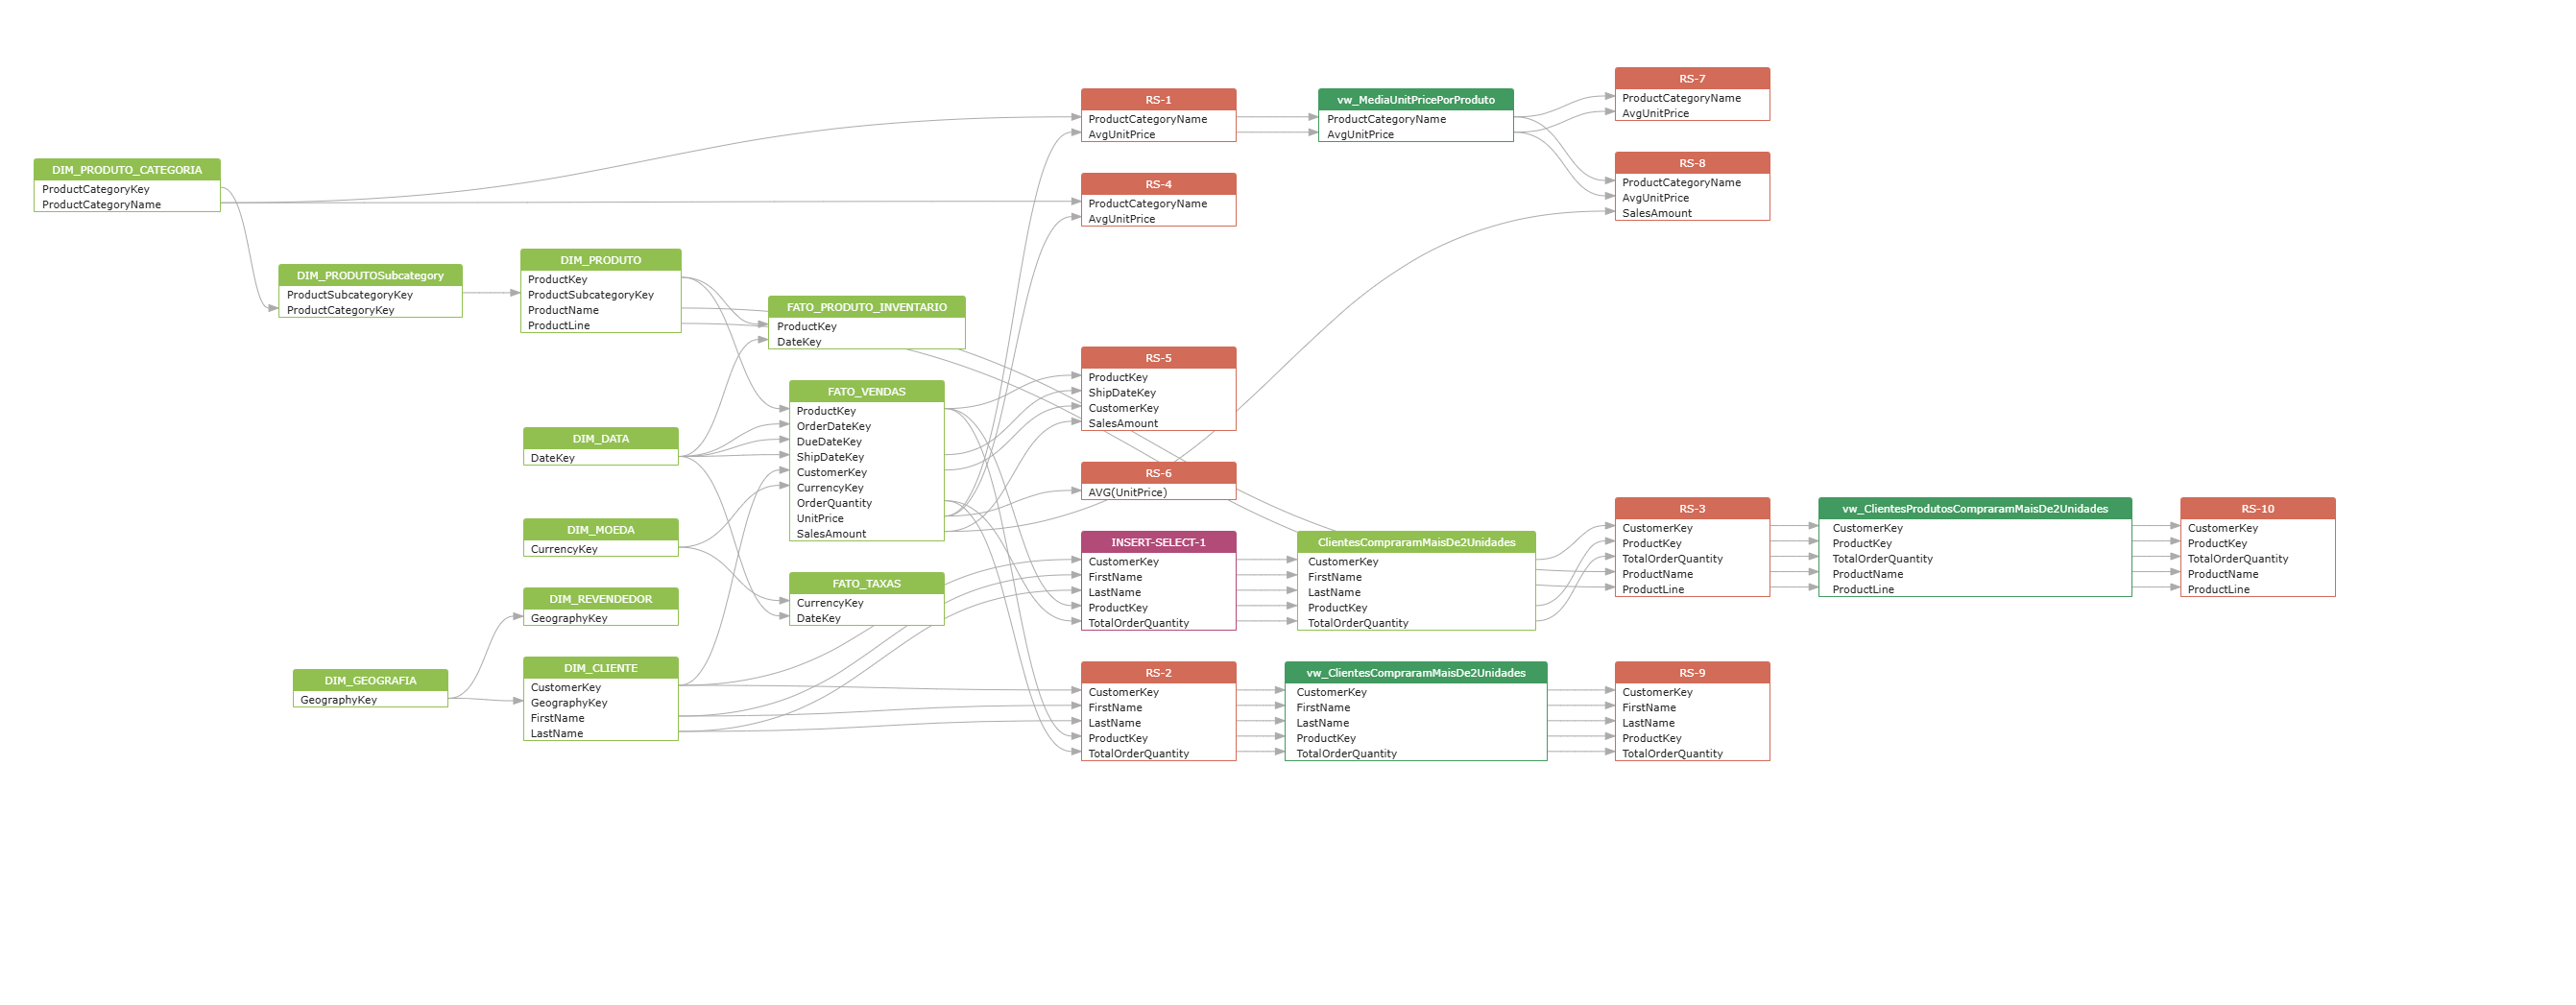 DIM_PRODUTO_CATEGORIA
ProductCategoryKey
ProductCategoryName
DIM_PRODUTOSubcategory
ProductSubcategoryKey
ProductCategoryKey
DIM_PRODUTO
ProductKey
ProductSubcategoryKey
ProductName
ProductLine
DIM_DATA
DateKey
DIM_MOEDA
CurrencyKey
DIM_REVENDEDOR
GeographyKey
DIM_GEOGRAFIA
GeographyKey
DIM_CLIENTE
CustomerKey
GeographyKey
FirstName
LastName
FATO_PRODUTO_INVENTARIO
ProductKey
DateKey
FATO_VENDAS
ProductKey
OrderDateKey
DueDateKey
ShipDateKey
CustomerKey
CurrencyKey
OrderQuantity
UnitPrice
SalesAmount
FATO_TAXAS
CurrencyKey
DateKey
RS-1
ProductCategoryName
AvgUnitPrice
RS-4
ProductCategoryName
AvgUnitPrice
RS-5
ProductKey
ShipDateKey
CustomerKey
SalesAmount
RS-6
AVG(UnitPrice)
INSERT-SELECT-1
CustomerKey
FirstName
LastName
ProductKey
TotalOrderQuantity
RS-2
CustomerKey
FirstName
LastName
ProductKey
TotalOrderQuantity
vw_MediaUnitPricePorProduto
ProductCategoryName
AvgUnitPrice
ClientesCompraramMaisDe2Unidades
CustomerKey
FirstName
LastName
ProductKey
TotalOrderQuantity
vw_ClientesCompraramMaisDe2Unidades
CustomerKey
FirstName
LastName
ProductKey
TotalOrderQuantity
RS-7
ProductCategoryName
AvgUnitPrice
RS-8
ProductCategoryName
AvgUnitPrice
SalesAmount
RS-3
CustomerKey
ProductKey
TotalOrderQuantity
ProductName
ProductLine
RS-9
CustomerKey
FirstName
LastName
ProductKey
TotalOrderQuantity
vw_ClientesProdutosCompraramMaisDe2Unidades
CustomerKey
ProductKey
TotalOrderQuantity
ProductName
ProductLine
RS-10
CustomerKey
ProductKey
TotalOrderQuantity
ProductName
ProductLine